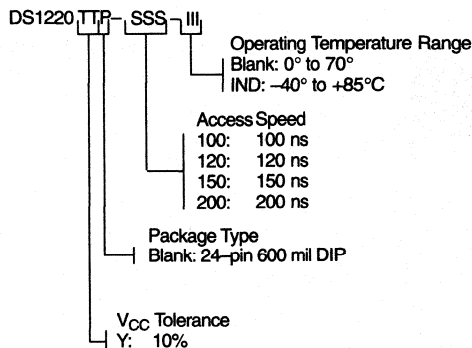 DS1220 TTP– SSS – III
Operating Temperature Range
Blank: 0° to 70°
IND: –40° to +85°C
Access Speed
100: 100 ns
120: 120 ns
150: 150 ns
200: 200 ns
Package Type
Blank: 24–pin 600 mil DIP
VCC Tolerance
Y: 10%